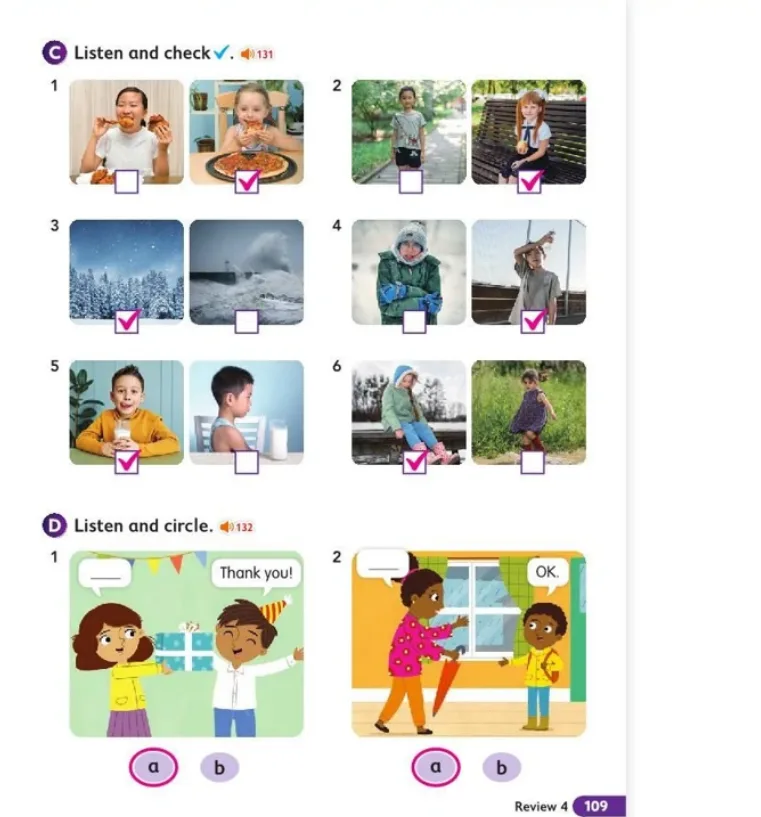 C Listen and check ✓. 131
1 2
3 4
5 6
D Listen and circle. 132
1 2
Thank you! OK.
a b a b
Review 4 109